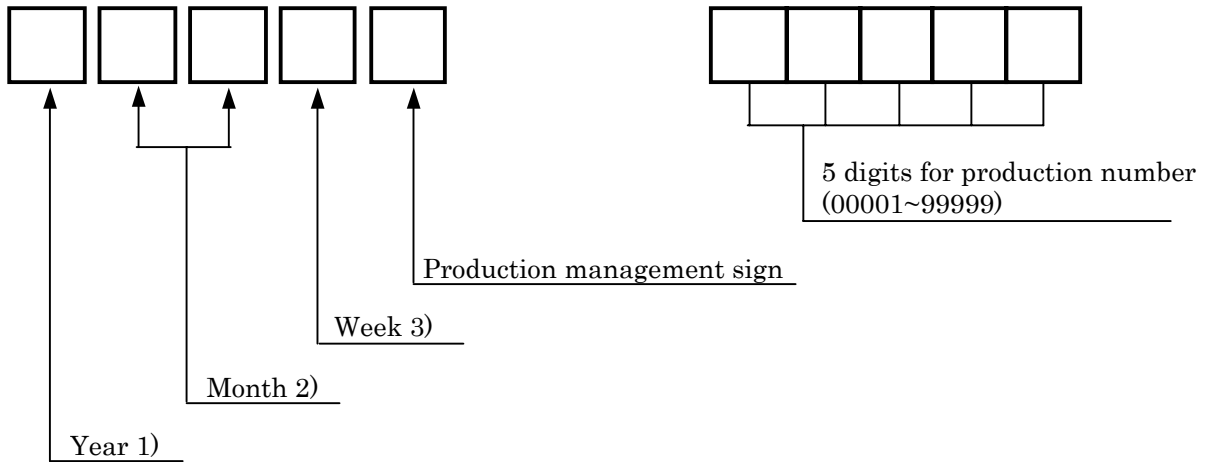 5 digits for production number
(00001~99999)
Production management sign
Week 3)
Month 2)
Year 1)